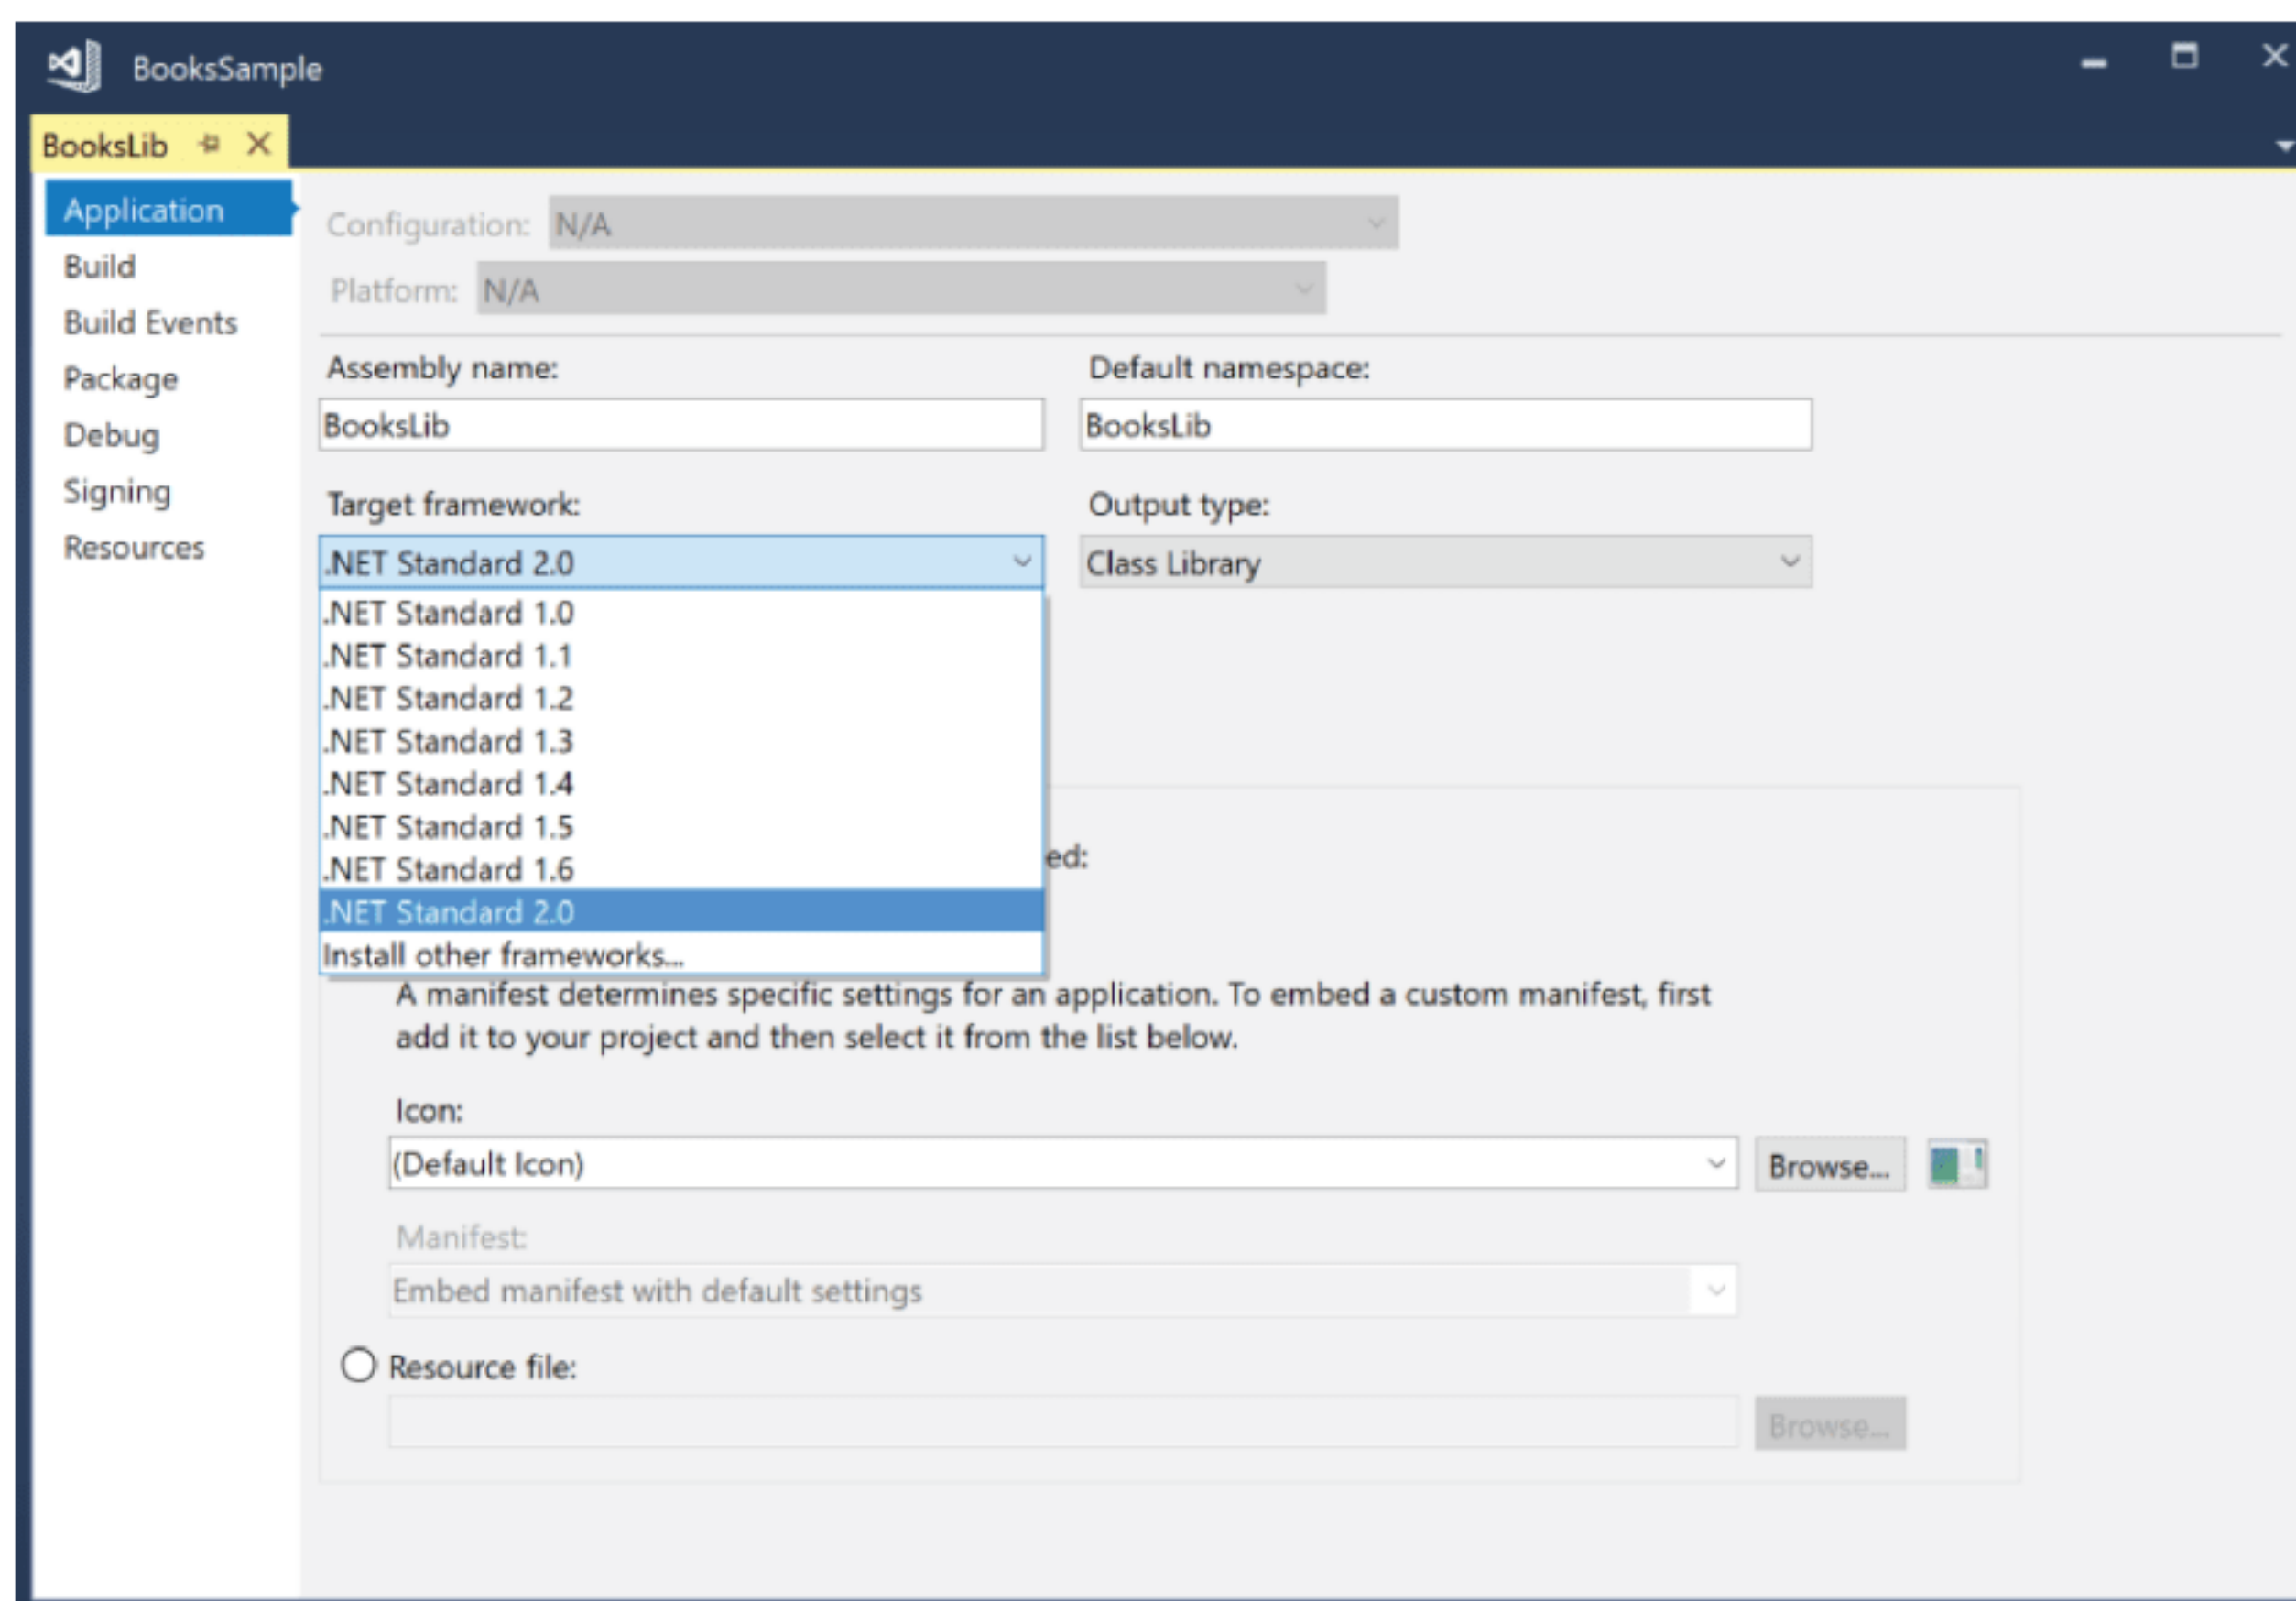 BooksSample
BooksLib
Application
Build
Build Events
Package
Debug
Signing
Resources
Configuration: N/A
Platform: N/A
Assembly name:
BooksLib
Default namespace:
BooksLib
Target framework:
.NET Standard 2.0
Output type:
Class Library
.NET Standard 1.0
.NET Standard 1.1
.NET Standard 1.2
.NET Standard 1.3
.NET Standard 1.4
.NET Standard 1.5
.NET Standard 1.6
.NET Standard 2.0
Install other frameworks...
ed:
A manifest determines specific settings for an application. To embed a custom manifest, first
add it to your project and then select it from the list below.
Icon:
(Default Icon)
Browse...
Manifest:
Embed manifest with default settings
Resource file:
Browse...